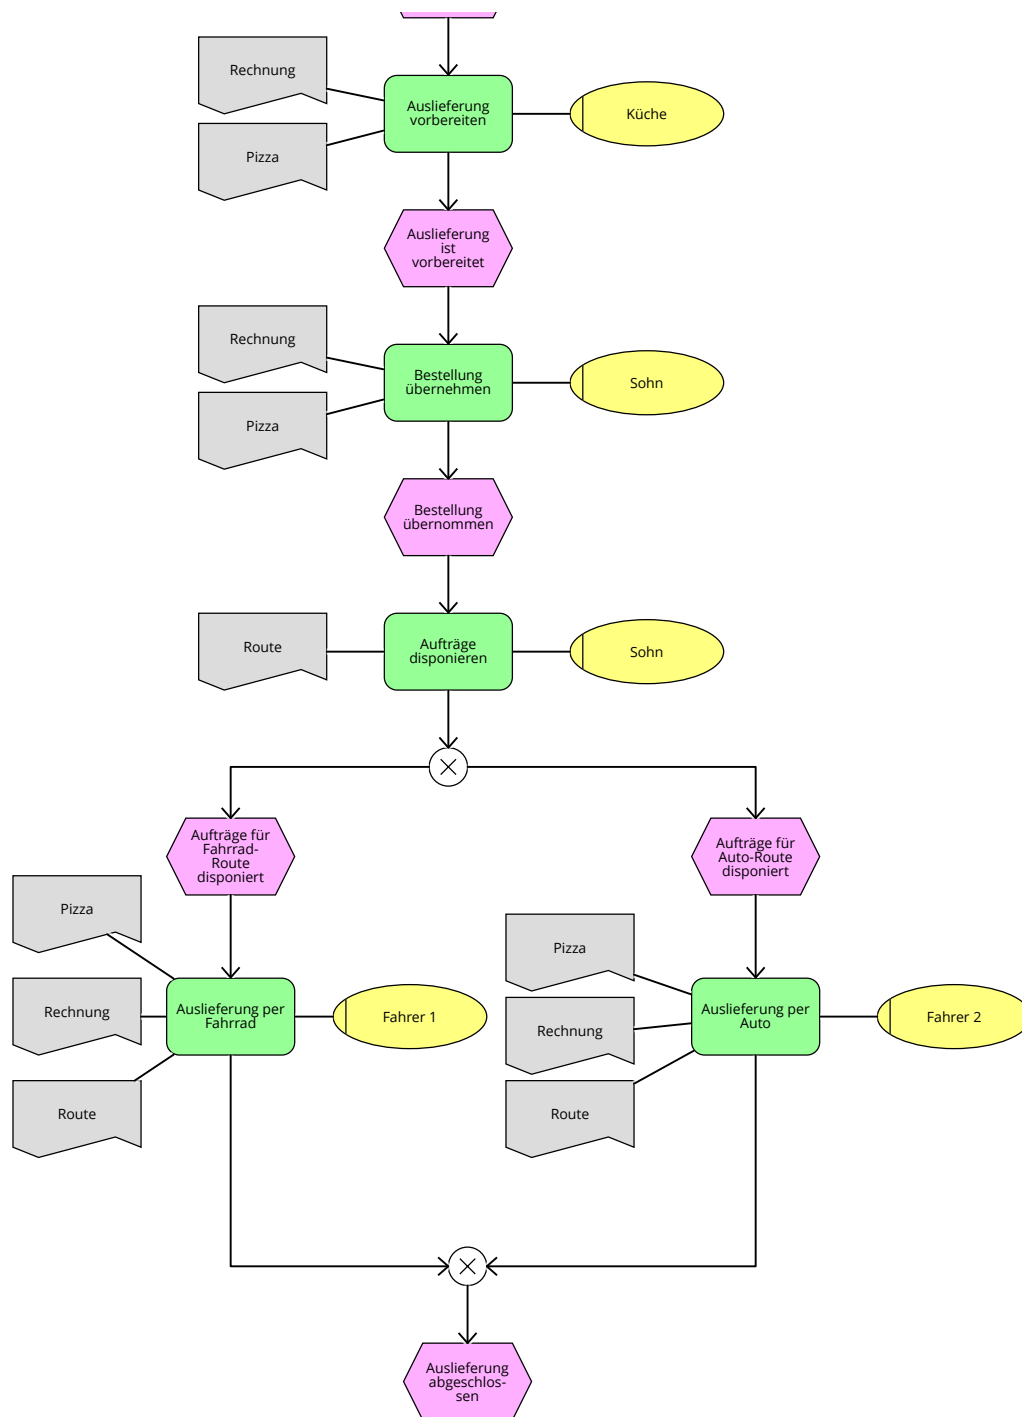 Rechnung
Auslieferung
vorbereiten
Küche
Pizza
Auslieferung
ist
vorbereitet
Rechnung
Bestellung
übernehmen
Sohn
Pizza
Bestellung
übernommen
Route
Aufträge
disponieren
Sohn
Aufträge für
Fahrrad-
Route
disponiert
Aufträge für
Auto-Route
disponiert
Pizza
Rechnung
Auslieferung per
Fahrrad
Fahrer 1
Route
Pizza
Rechnung
Auslieferung per
Auto
Fahrer 2
Route
Auslieferung
abgeschlos-
sen